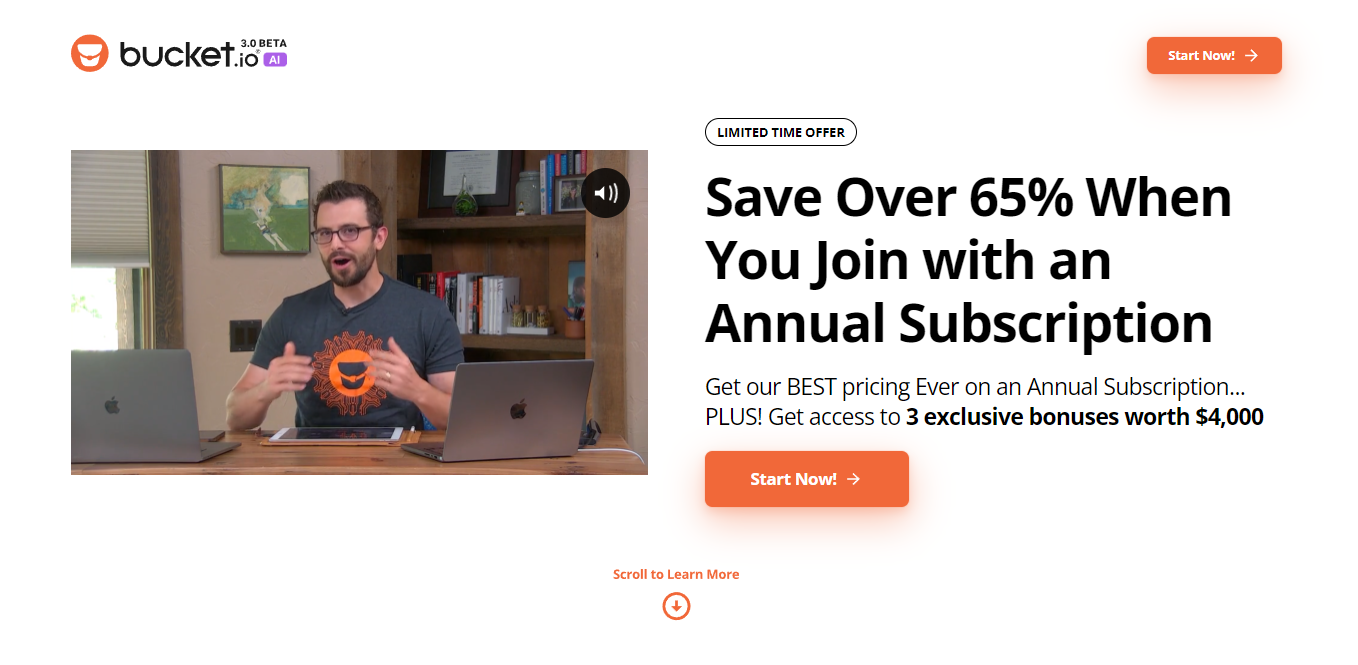 bucket.io® 3.0 BETA AI
Start Now!
LIMITED TIME OFFER
Save Over 65% When
You Join with an
Annual Subscription
Get our BEST pricing Ever on an Annual Subscription...
PLUS! Get access to 3 exclusive bonuses worth $4,000
Start Now!
Scroll to Learn More